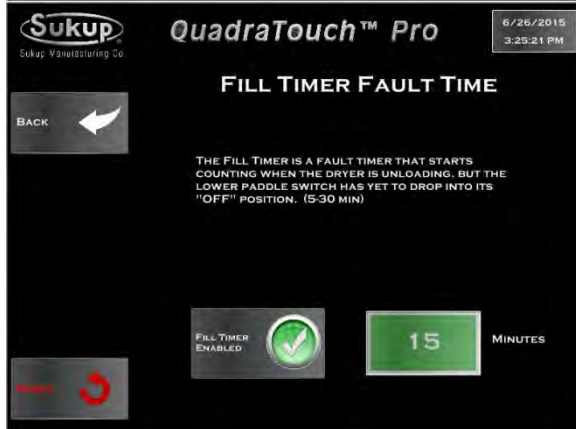 Sukup
Sukup Manufacturing Co.
QuadraTouch™ Pro
6/26/2015
3:25:21 PM
FILL TIMER FAULT TIME
BACK
THE FILL TIMER IS A FAULT TIMER THAT STARTS
COUNTING WHEN THE DRYER IS UNLOADING, BUT THE
LOWER PADDLE SWITCH HAS YET TO DROP INTO ITS
"OFF" POSITION. (5-30 MIN)
FILL TIMER
ENABLED
15
MINUTES
RESET